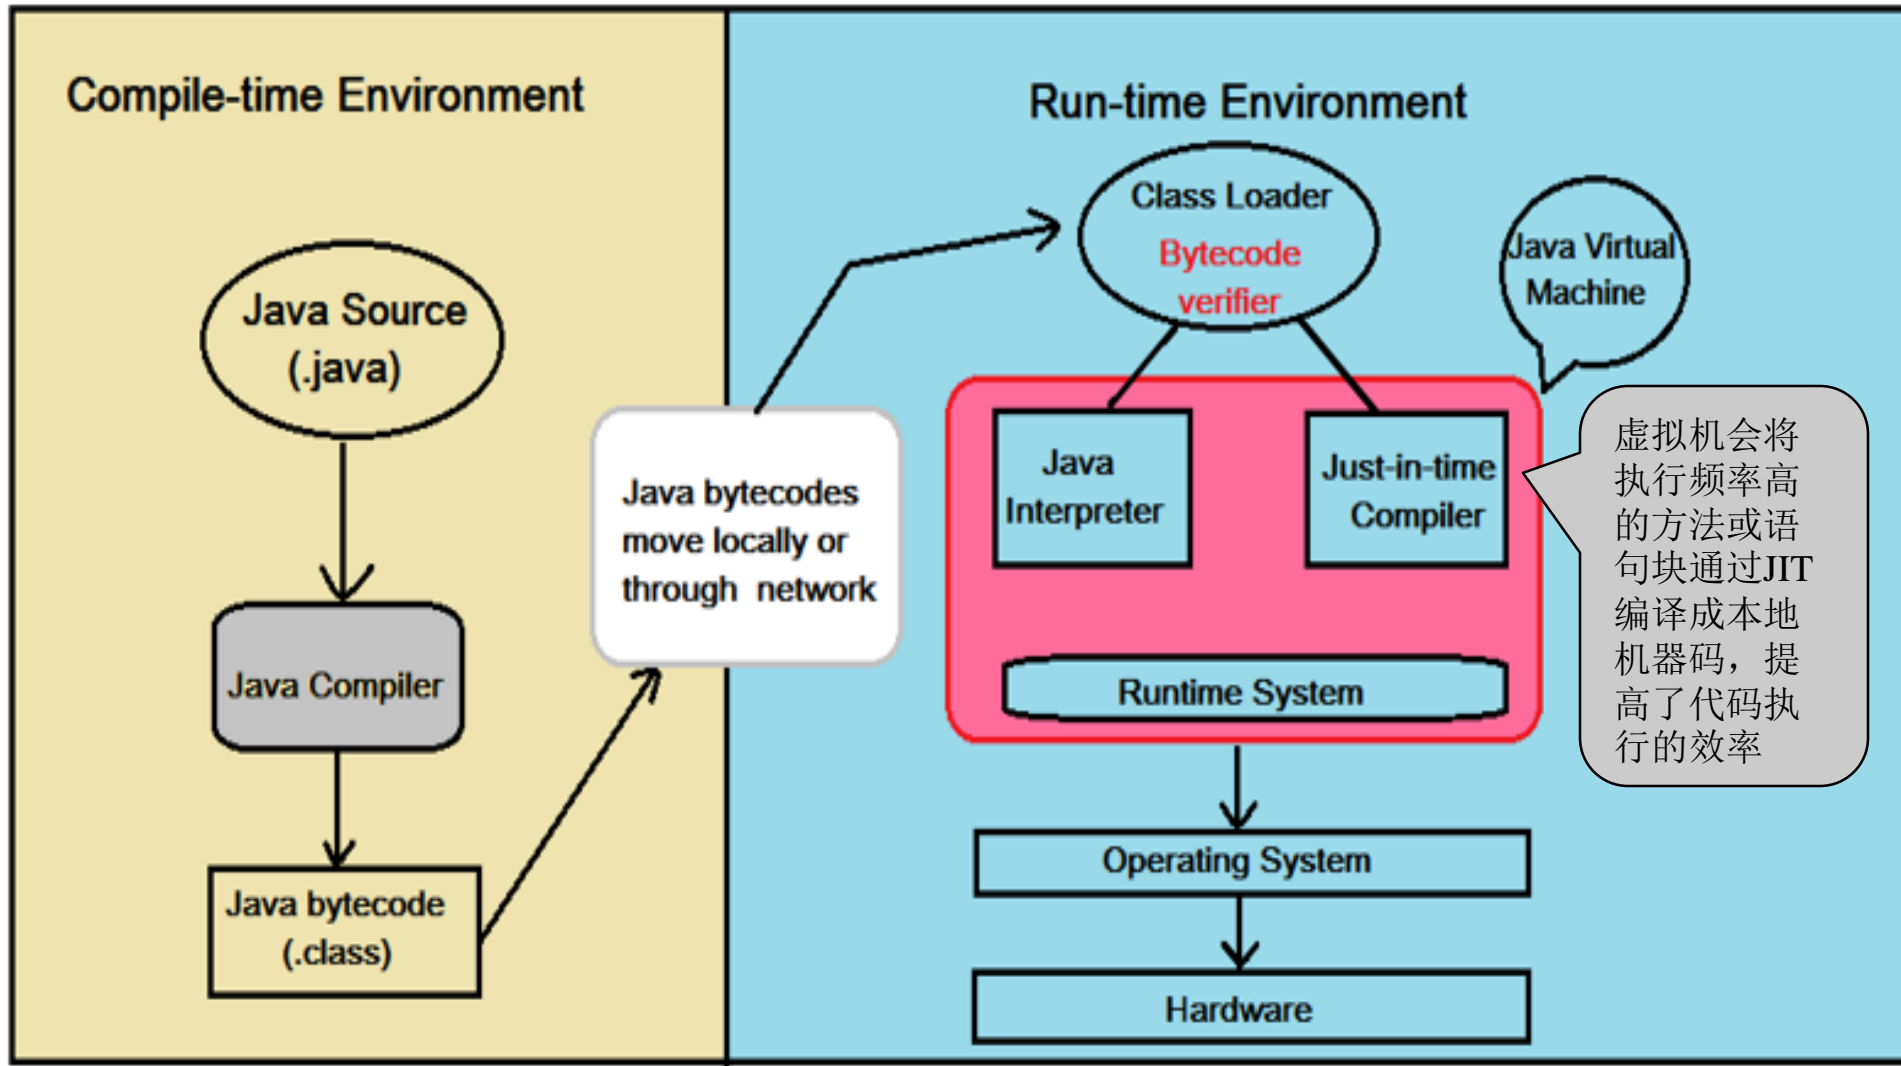 Compile-time Environment
Java Source
(.java)
Java Compiler
Java bytecode
(.class)
Java bytecodes
move locally or
through network
Run-time Environment
Class Loader
Bytecode
verifier
Java Virtual
Machine
Java
Interpreter
Just-in-time
Compiler
Runtime System
Operating System
Hardware
虚拟机会将
执行频率高
的方法或语
句块通过JIT
编译成本地
机器码，提
高了代码执
行的效率